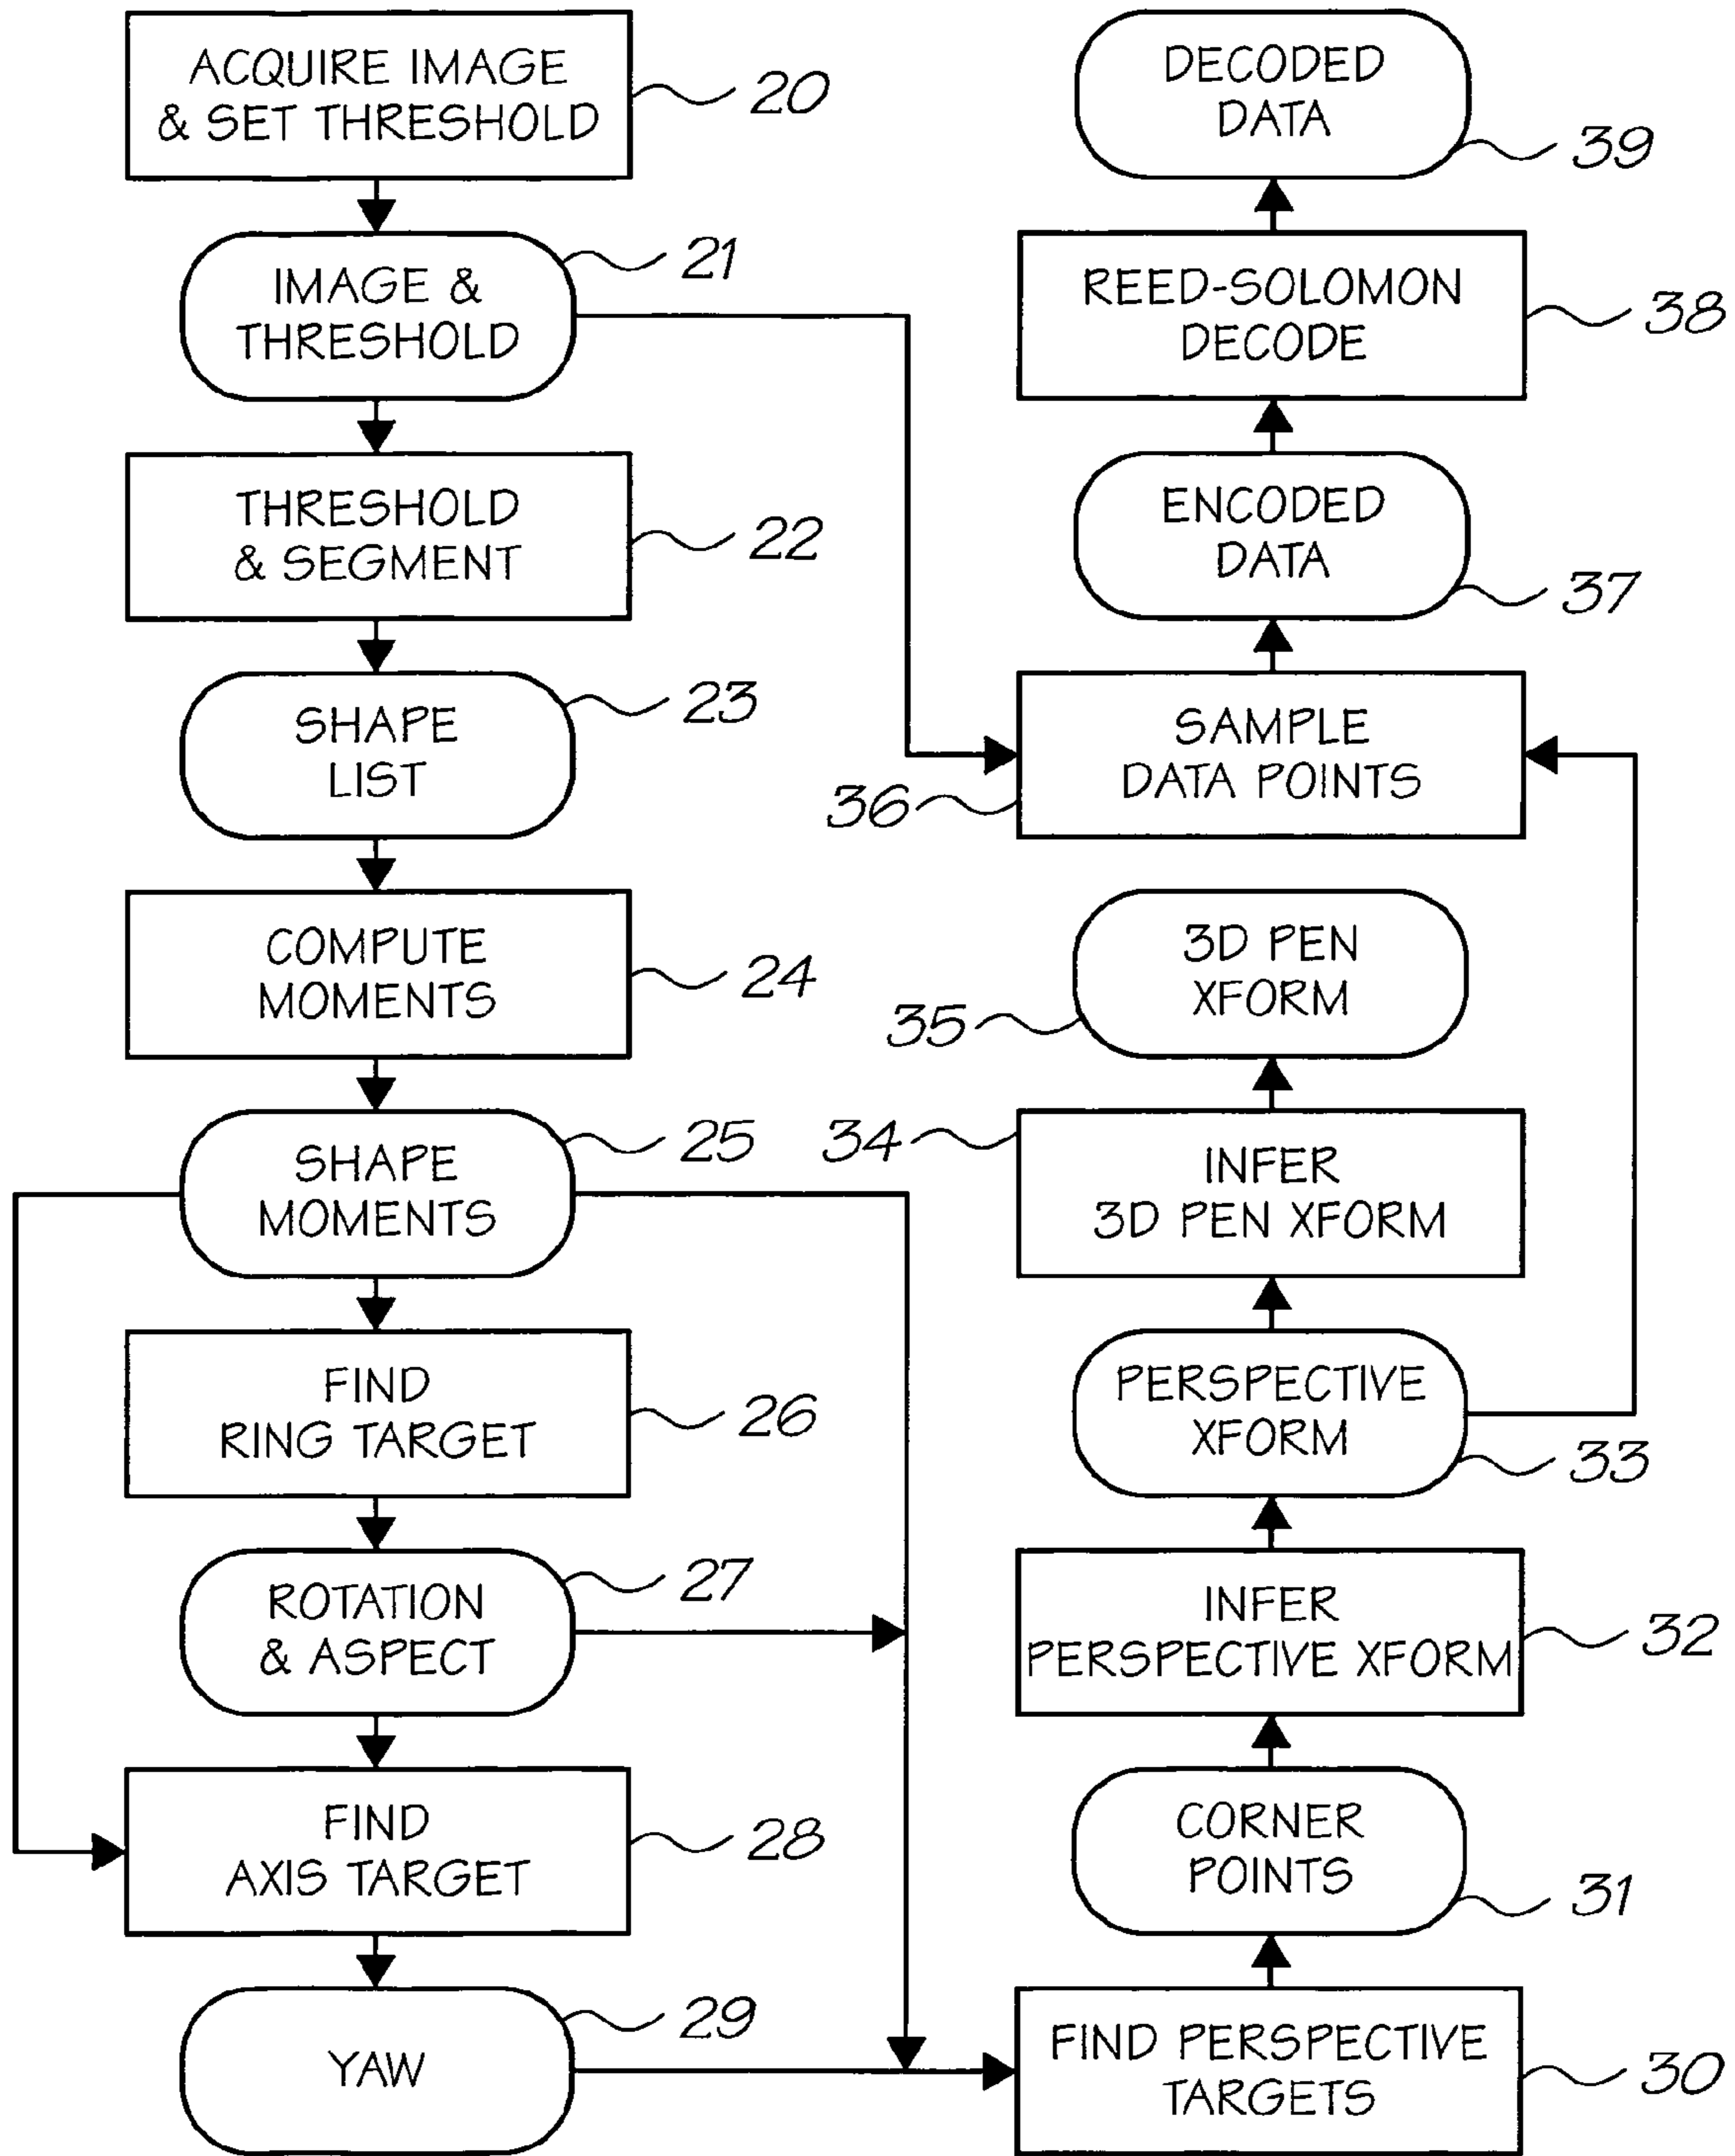 ACQUIRE IMAGE
& SET THRESHOLD
20
IMAGE &
THRESHOLD
21
THRESHOLD
& SEGMENT
22
SHAPE
LIST
23
COMPUTE
MOMENTS
24
SHAPE
MOMENTS
25
FIND
RING TARGET
26
ROTATION
& ASPECT
27
FIND
AXIS TARGET
28
YAW
29
DECODED
DATA
39
REED-SOLOMON
DECODE
38
ENCODED
DATA
37
SAMPLE
DATA POINTS
36
3D PEN
XFORM
35
INFER
3D PEN XFORM
34
PERSPECTIVE
XFORM
33
INFER
PERSPECTIVE XFORM
32
CORNER
POINTS
31
FIND PERSPECTIVE
TARGETS
30